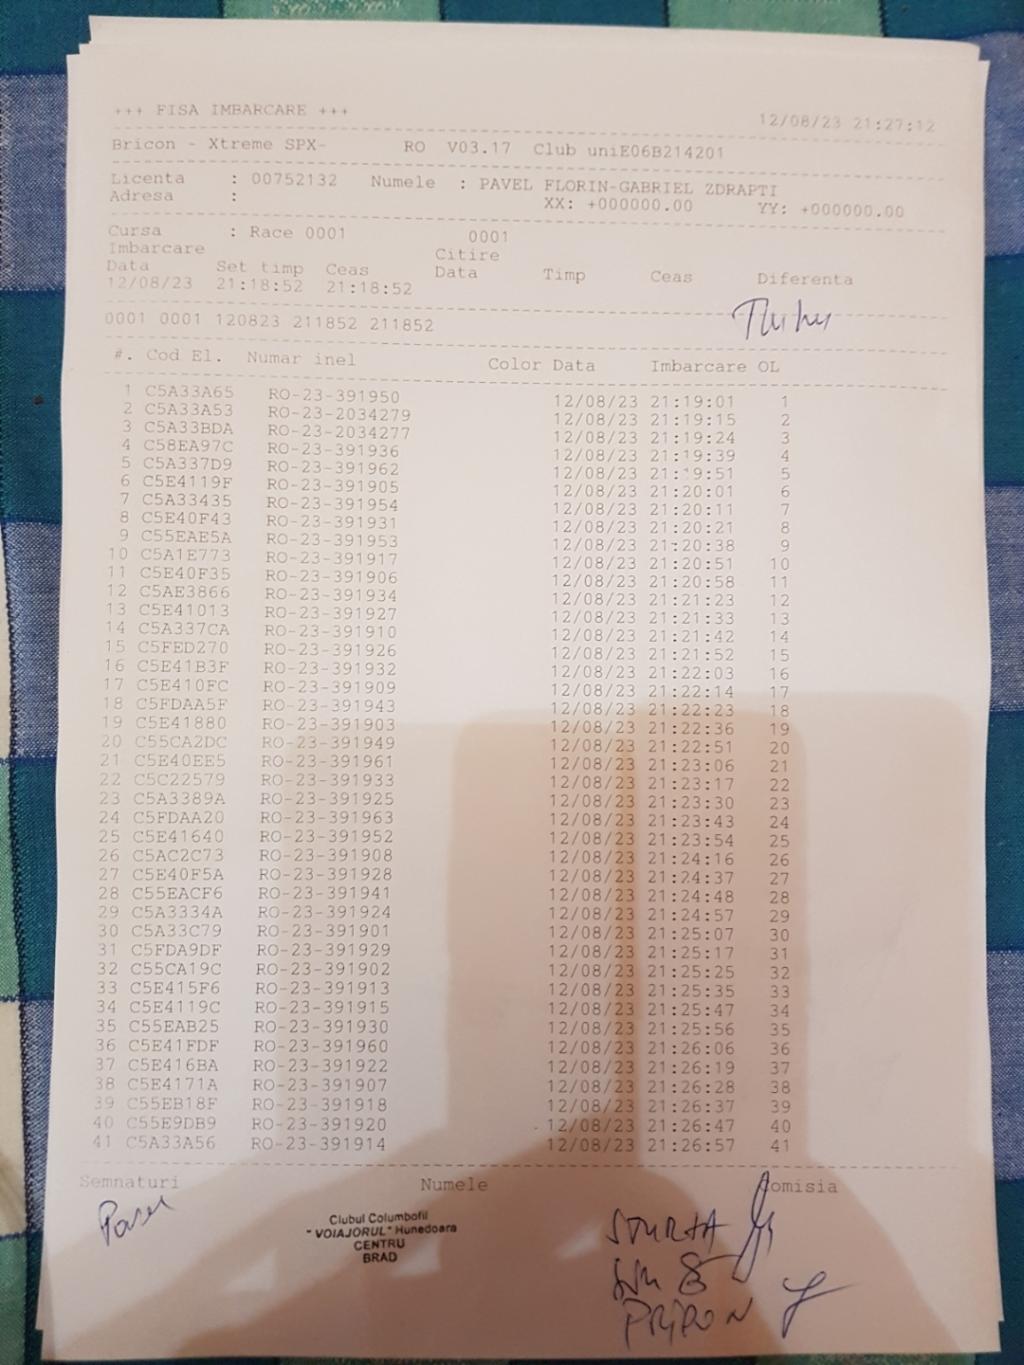 +++ FISA IMBARCARE +++ 12/08/23 21:27:12
Bricon - Xtreme SPX- RO V03.17 Club uniE06B214201
Licenta : 00752132 Numele : PAVEL FLORIN-GABRIEL ZDRAPTI
Adresa : XX: +000000.00 YY: +000000.00
Cursa : Race 0001 0001
Imbarcare Citire
Data Set timp Ceas Data Timp Ceas Diferenta
12/08/23 21:18:52 21:18:52
0001 0001 120823 211852 211852
#. Cod El. Numar inel Color Data Imbarcare OL
1 C5A33A65 RO-23-391950 12/08/23 21:19:01 1
2 C5A33A53 RO-23-2034279 12/08/23 21:19:15 2
3 C5A33BDA RO-23-2034277 12/08/23 21:19:24 3
4 C58EA97C RO-23-391936 12/08/23 21:19:39 4
5 C5A337D9 RO-23-391962 12/08/23 21:19:51 5
6 C5E4119F RO-23-391905 12/08/23 21:20:01 6
7 C5A33435 RO-23-391954 12/08/23 21:20:11 7
8 C5E40F43 RO-23-391931 12/08/23 21:20:21 8
9 C55EAE5A RO-23-391953 12/08/23 21:20:38 9
10 C5A1E773 RO-23-391917 12/08/23 21:20:51 10
11 C5E40F35 RO-23-391906 12/08/23 21:20:58 11
12 C5AE3866 RO-23-391934 12/08/23 21:21:23 12
13 C5E41013 RO-23-391927 12/08/23 21:21:33 13
14 C5A337CA RO-23-391910 12/08/23 21:21:42 14
15 C5FED270 RO-23-391926 12/08/23 21:21:52 15
16 C5E41B3F RO-23-391932 12/08/23 21:22:03 16
17 C5E410FC RO-23-391909 12/08/23 21:22:14 17
18 C5FDAA5F RO-23-391943 12/08/23 21:22:23 18
19 C5E41880 RO-23-391903 12/08/23 21:22:36 19
20 C55CA2DC RO-23-391949 12/08/23 21:22:51 20
21 C5E40EE5 RO-23-391961 12/08/23 21:23:06 21
22 C5C22579 RO-23-391933 12/08/23 21:23:17 22
23 C5A3389A RO-23-391925 12/08/23 21:23:30 23
24 C5FDAA20 RO-23-391963 12/08/23 21:23:43 24
25 C5E41640 RO-23-391952 12/08/23 21:23:54 25
26 C5AC2C73 RO-23-391908 12/08/23 21:24:16 26
27 C5E40F5A RO-23-391928 12/08/23 21:24:37 27
28 C55EACF6 RO-23-391941 12/08/23 21:24:48 28
29 C5A3334A RO-23-391924 12/08/23 21:24:57 29
30 C5A33C79 RO-23-391901 12/08/23 21:25:07 30
31 C5FDA9DF RO-23-391929 12/08/23 21:25:17 31
32 C55CA19C RO-23-391902 12/08/23 21:25:25 32
33 C5E415F6 RO-23-391913 12/08/23 21:25:35 33
34 C5E4119C RO-23-391915 12/08/23 21:25:47 34
35 C55EAB25 RO-23-391930 12/08/23 21:25:56 35
36 C5E41FDF RO-23-391960 12/08/23 21:26:06 36
37 C5E416BA RO-23-391922 12/08/23 21:26:19 37
38 C5E4171A RO-23-391907 12/08/23 21:26:28 38
39 C55EB18F RO-23-391918 12/08/23 21:26:37 39
40 C55E9DB9 RO-23-391920 12/08/23 21:26:47 40
41 C5A33A56 RO-23-391914 12/08/23 21:26:57 41
Semnaturi Numele Comisia
Pavel
Clubul Columbofil
"VOIAJORUL" Hunedoara
CENTRU
BRAD